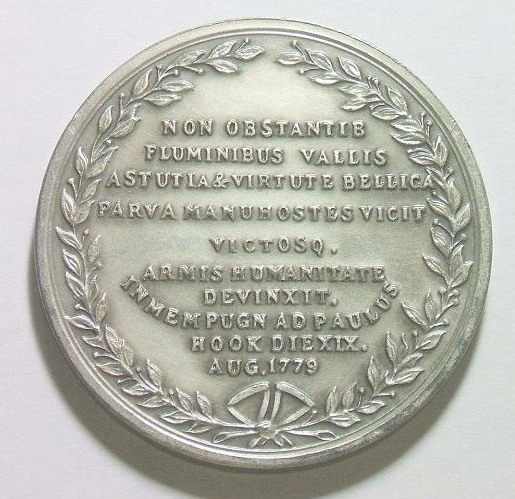 NON OBSTANTIB
FLUMINIBUS VALLIS
ASTUTIA & VIRTUTE BELLICA
PARVA MANU HOSTES VICIT
VICTOSQ.
ARMIS HUMANITATE
DEVINXIT.
IN MEM PUGN AD PAULUS
HOOK DIE XIX.
AUG. 1779